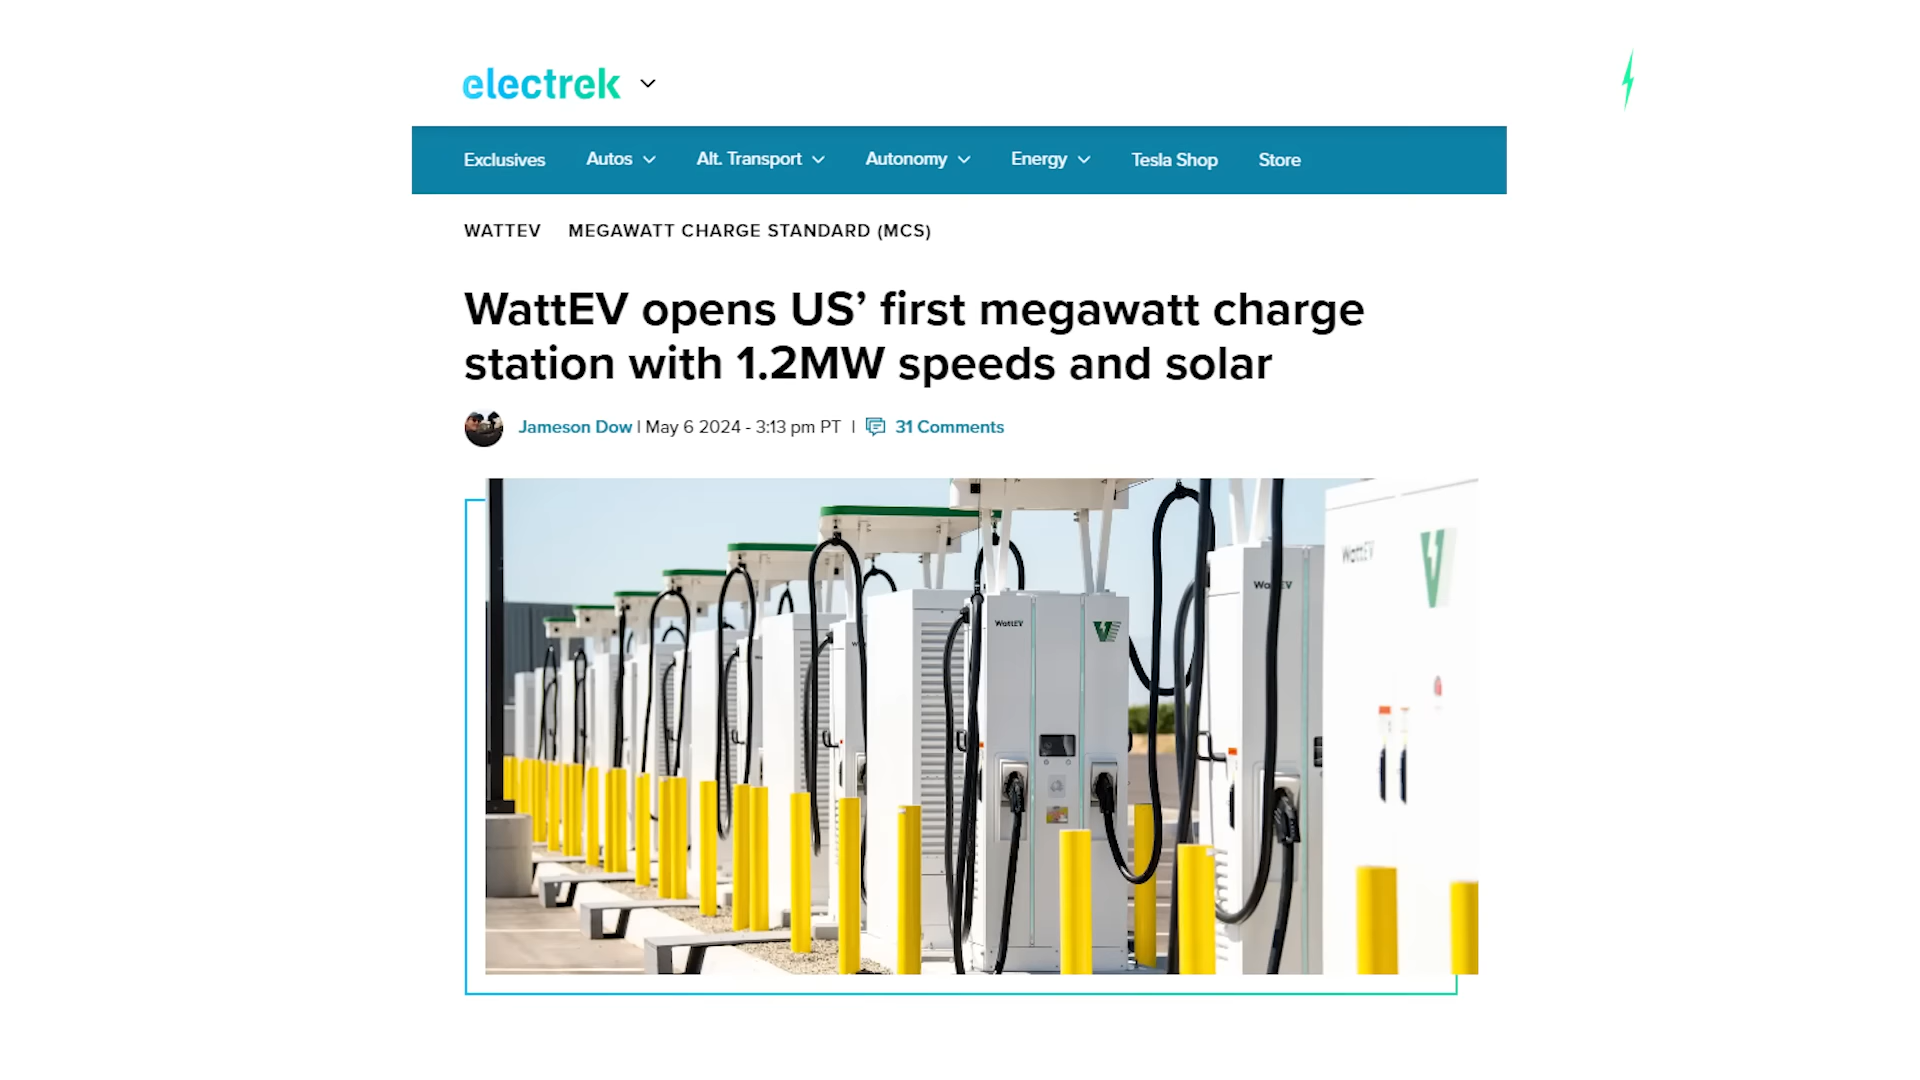 electrek
Exclusives Autos Alt. Transport Autonomy Energy Tesla Shop Store
WATTEV MEGAWATT CHARGE STANDARD (MCS)
WattEV opens US’ first megawatt charge
station with 1.2MW speeds and solar
Jameson Dow | May 6 2024 - 3:13 pm PT | 31 Comments
WattEV
WattEV
WattEV